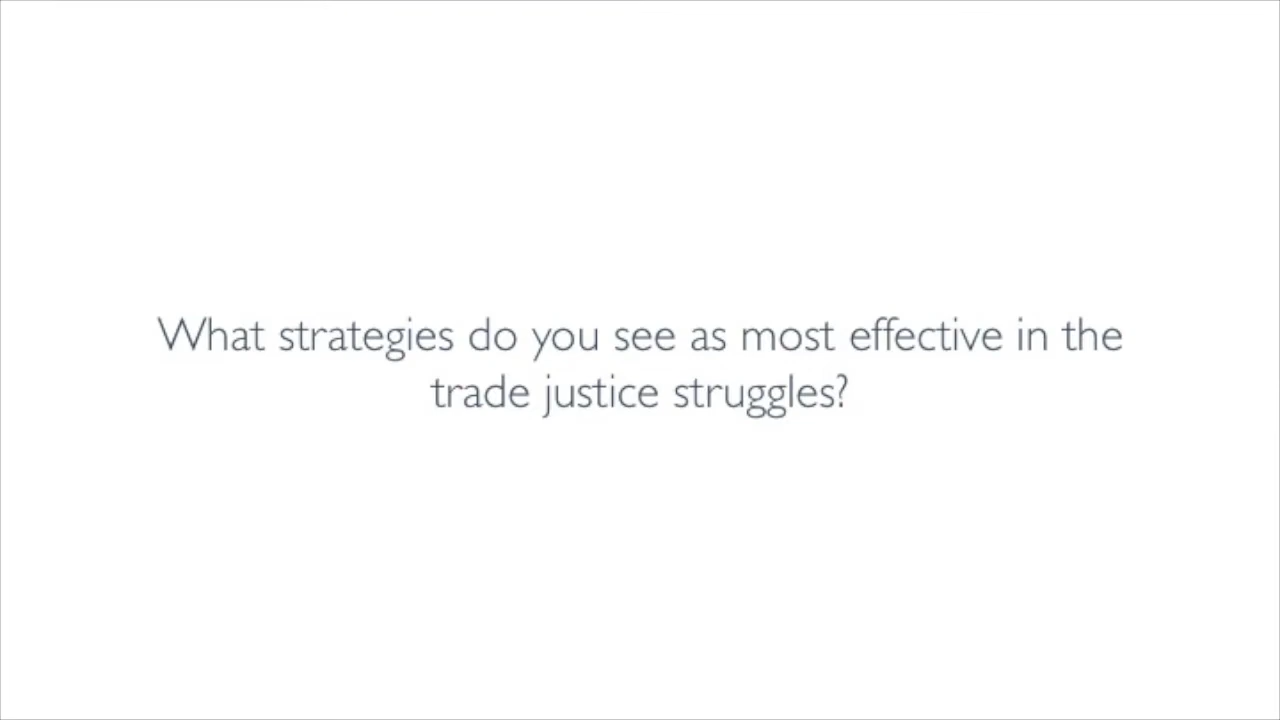 What strategies do you see as most effective in the
trade justice struggles?